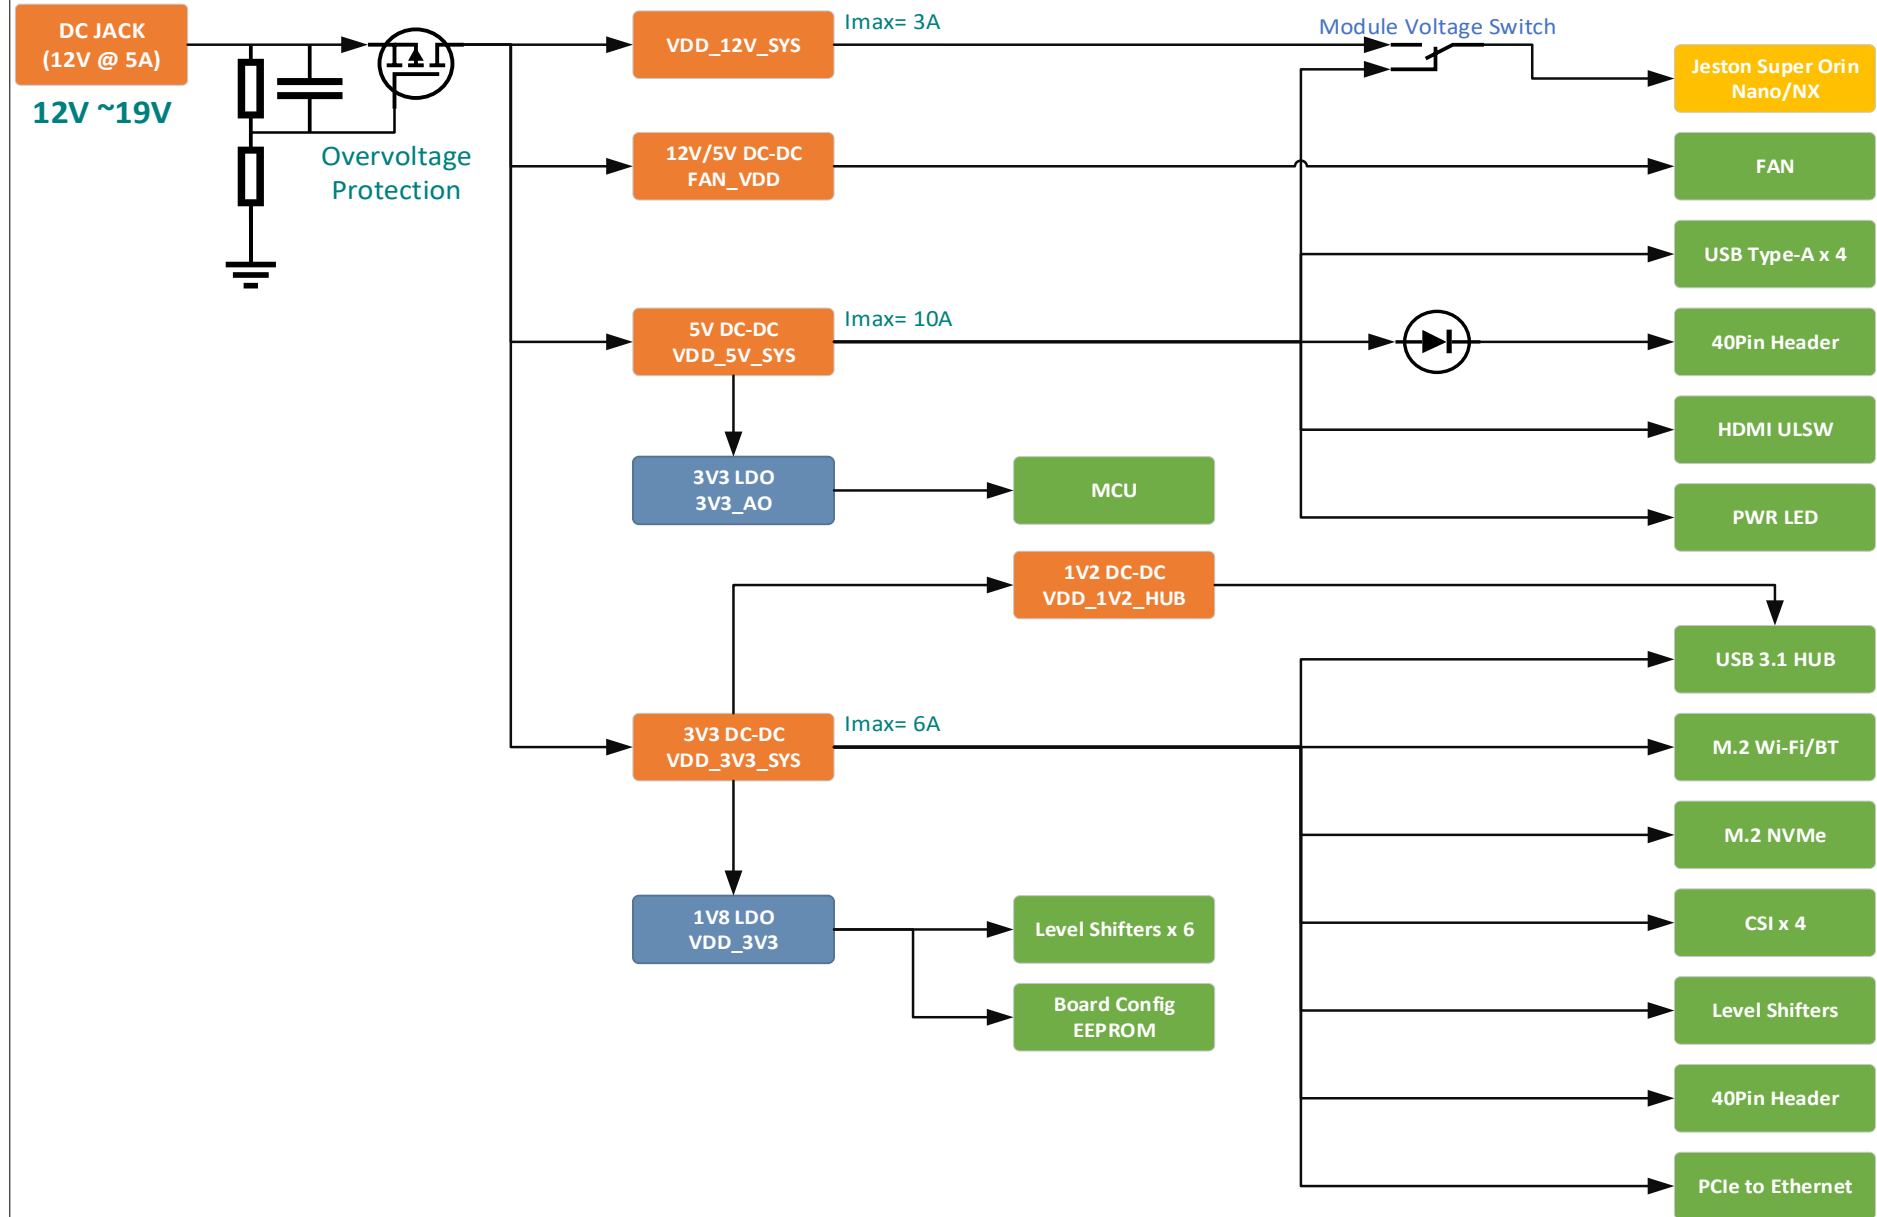 DC JACK
(12V @ 5A)
12V ~19V
Overvoltage
Protection
VDD_12V_SYS
Imax= 3A
Module Voltage Switch
Jeston Super Orin
Nano/NX
12V/5V DC-DC
FAN_VDD
FAN
USB Type-A x 4
5V DC-DC
VDD_5V_SYS
Imax= 10A
40Pin Header
HDMI ULSW
3V3 LDO
3V3_AO
MCU
PWR LED
1V2 DC-DC
VDD_1V2_HUB
USB 3.1 HUB
3V3 DC-DC
VDD_3V3_SYS
Imax= 6A
M.2 Wi-Fi/BT
M.2 NVMe
1V8 LDO
VDD_3V3
Level Shifters x 6
CSI x 4
Board Config
EEPROM
Level Shifters
40Pin Header
PCIe to Ethernet